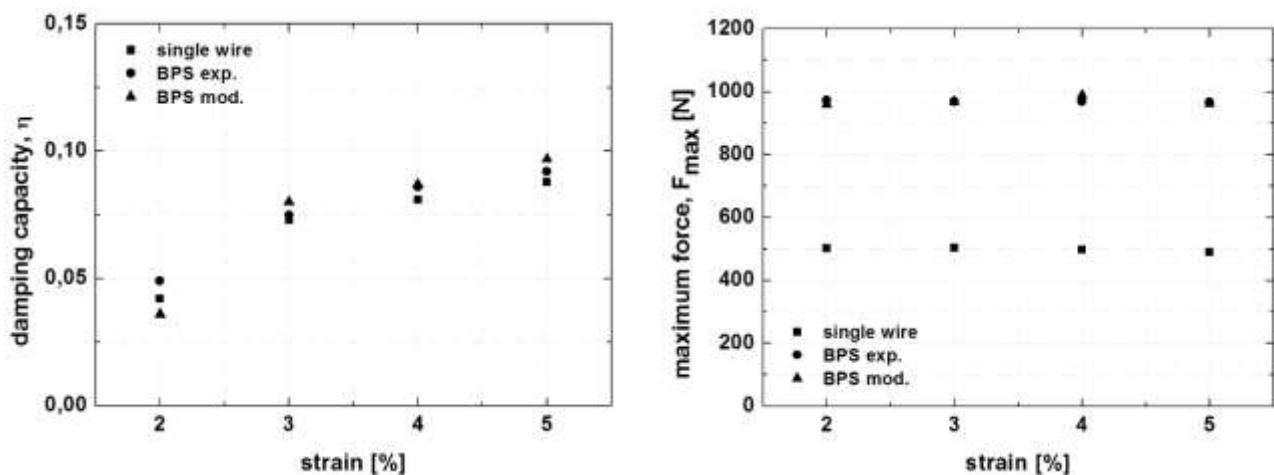 0,15
0,10
0,05
0,00
damping capacity, η
single wire
BPS exp.
BPS mod.
2 3 4 5
strain [%]
1200
1000
800
600
400
200
0
maximum force, Fmax [N]
single wire
BPS exp.
BPS mod.
2 3 4 5
strain [%]